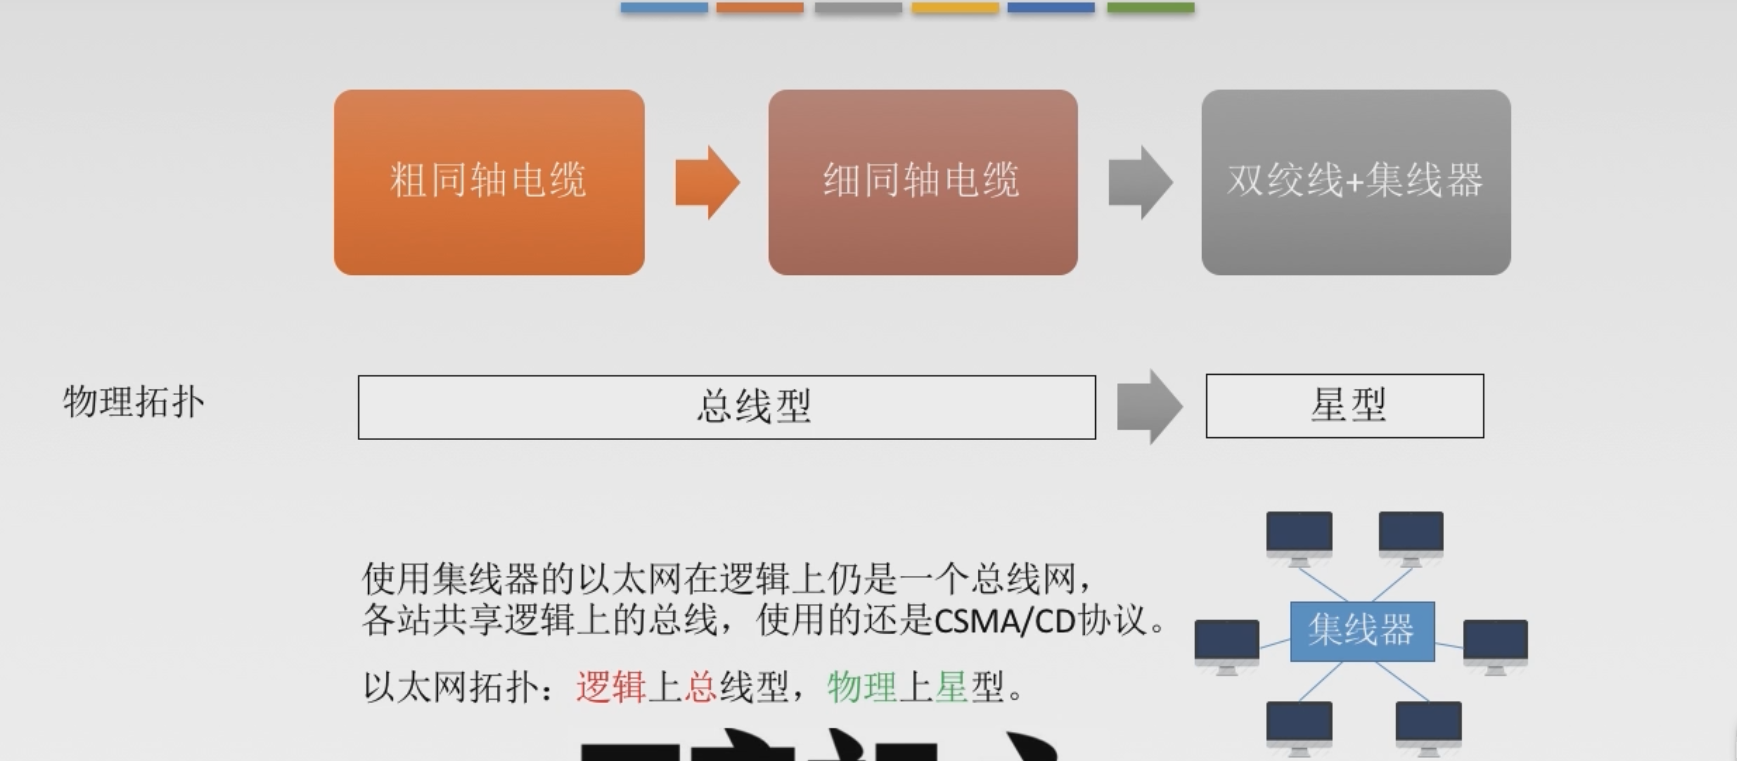 粗同轴电缆
细同轴电缆
双绞线+集线器
物理拓扑
总线型
星型
使用集线器的以太网在逻辑上仍是一个总线网，
各站共享逻辑上的总线，使用的还是CSMA/CD协议。
集线器
以太网拓扑：逻辑上总线型，物理上星型。